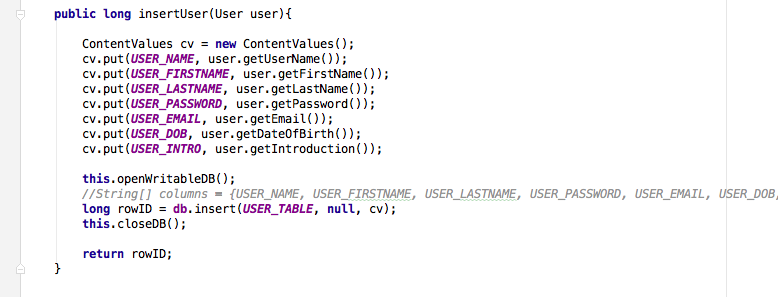 public long insertUser(User user){
ContentValues cv = new ContentValues();
cv.put(USER_NAME, user.getUserName());
cv.put(USER_FIRSTNAME, user.getFirstName());
cv.put(USER_LASTNAME, user.getLastName());
cv.put(USER_PASSWORD, user.getPassword());
cv.put(USER_EMAIL, user.getEmail());
cv.put(USER_DOB, user.getDateOfBirth());
cv.put(USER_INTRO, user.getIntroduction());
this.openWritableDB();
//String[] columns = {USER_NAME, USER_FIRSTNAME, USER_LASTNAME, USER_PASSWORD, USER_EMAIL, USER_DOB,
long rowID = db.insert(USER_TABLE, null, cv);
this.closeDB();
return rowID;
}